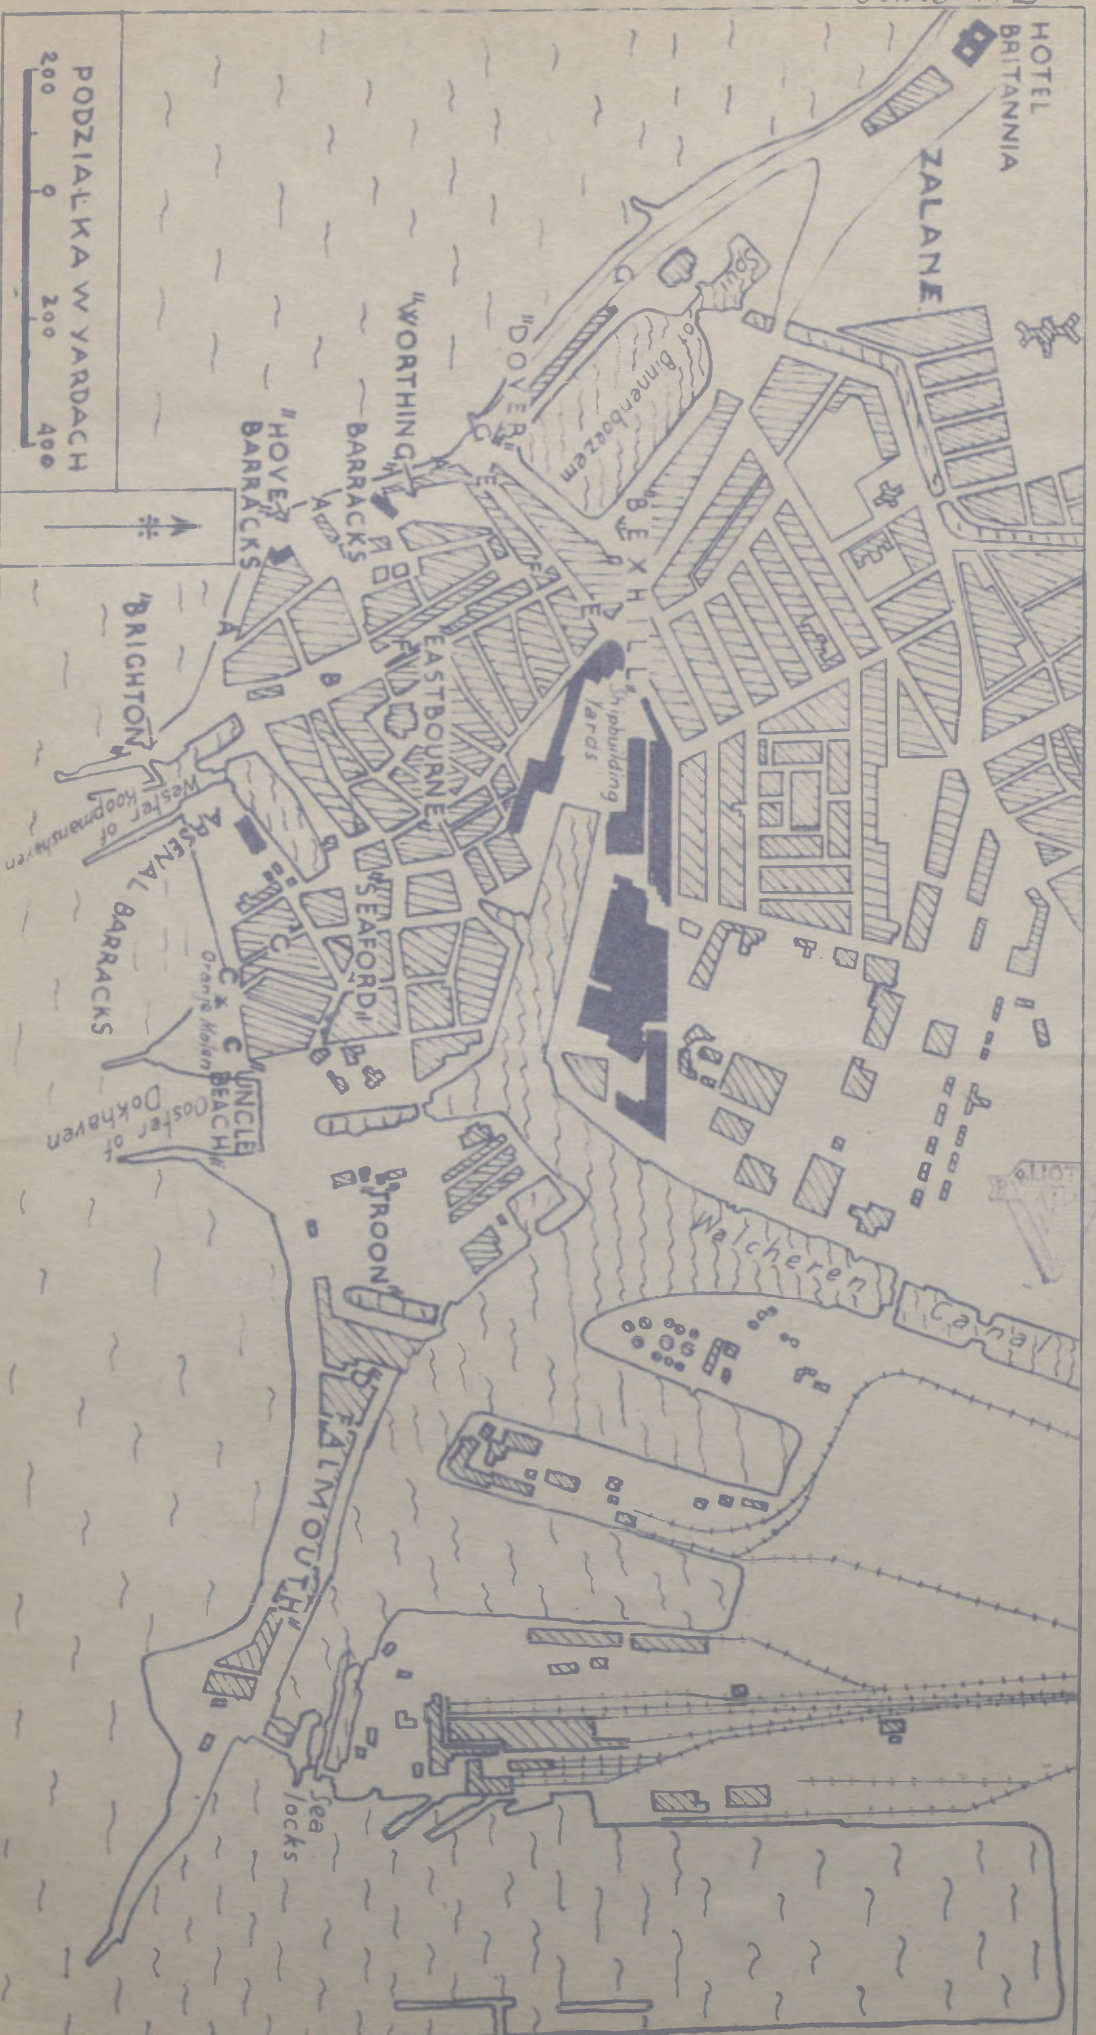 HOTEL
BRITANNIA
ZALANE
Spui
of Binnenboezem
"DOVER"
"WORTHING"
BARRACKS
"HOVE"
BARRACKS
"BEXHILL"
Shipbuilding
Yards
"EASTBOURNE"
"SEAFORD"
"BRIGHTON"
Wester of
Koopmanshaven
ARSENAL
BARRACKS
Oranje Molen
"UNCLE
BEACH"
Ooster of
Dokhaven
"TROON"
"FALMOUTH"
Walcheren
Canal
Sea
locks
G
G
A
E
A
F
E
A
B
F
B
C
C
C
D
PODZIAŁKA W YARDACH
200 0 200 400